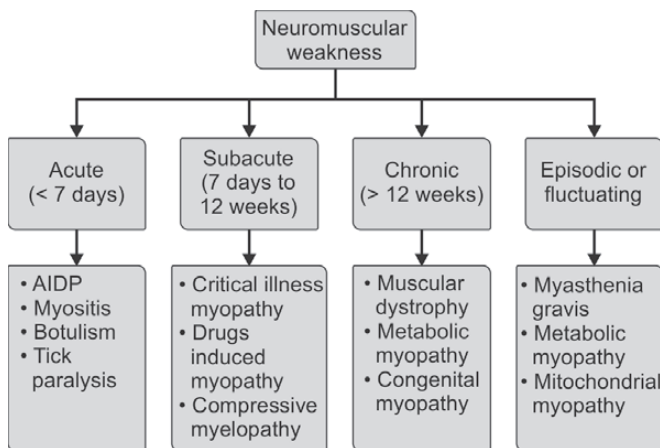 Neuromuscular
weakness
Acute
(< 7 days)
Subacute
(7 days to
12 weeks)
Chronic
(> 12 weeks)
Episodic or
fluctuating
• AIDP
• Myositis
• Botulism
• Tick
paralysis
• Critical illness
myopathy
• Drugs
induced
myopathy
• Compressive
myelopathy
• Muscular
dystrophy
• Metabolic
myopathy
• Congenital
myopathy
• Myasthenia
gravis
• Metabolic
myopathy
• Mitochondrial
myopathy